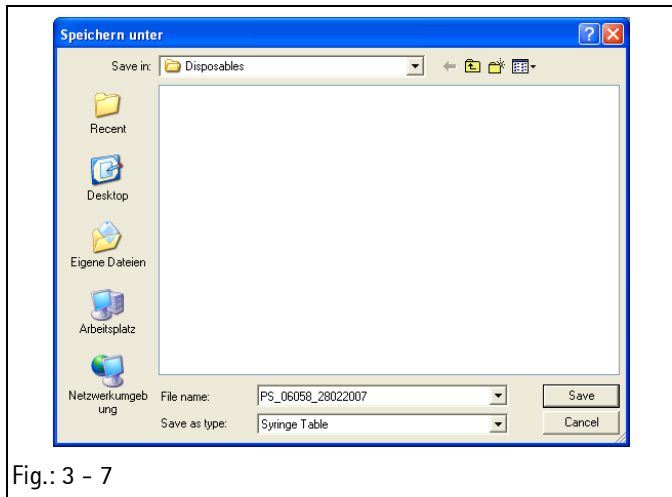 Speichern unter
Save in: Disposables
Recent
Desktop
Eigene Dateien
Arbeitsplatz
Netzwerkumgeb
ung
File name: PS_06058_28022007 Save
Save as type: Syringe Table Cancel
Fig.: 3 - 7